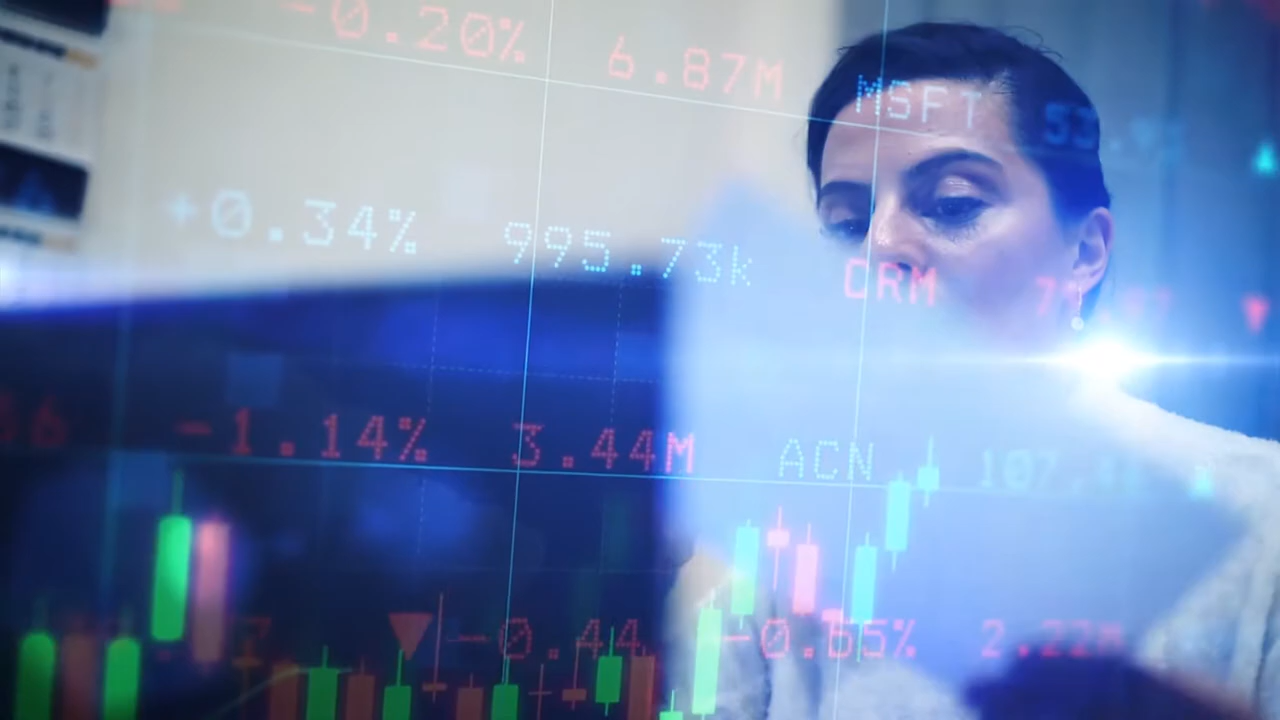 -0.20% 6.87M MSFT
+0.34% 995.73k CRM
-1.14% 3.44M ACN
-0.44 -0.65% 2.22M